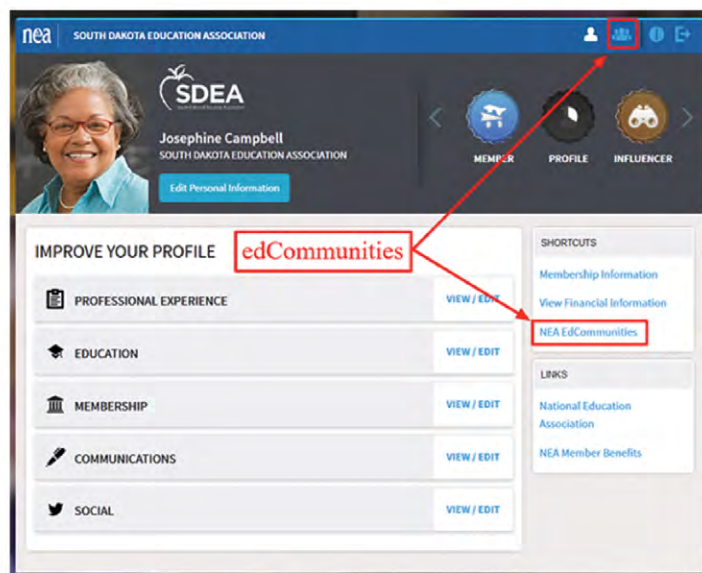 nea SOUTH DAKOTA EDUCATION ASSOCIATION
SDEA
Josephine Campbell
SOUTH DAKOTA EDUCATION ASSOCIATION
Edit Personal Information
MEMBER PROFILE INFLUENCER
IMPROVE YOUR PROFILE
edCommunities
PROFESSIONAL EXPERIENCE VIEW / EDIT
EDUCATION VIEW / EDIT
MEMBERSHIP VIEW / EDIT
COMMUNICATIONS VIEW / EDIT
SOCIAL VIEW / EDIT
SHORTCUTS
Membership Information
View Financial Information
NEA EdCommunities
LINKS
National Education
Association
NEA Member Benefits